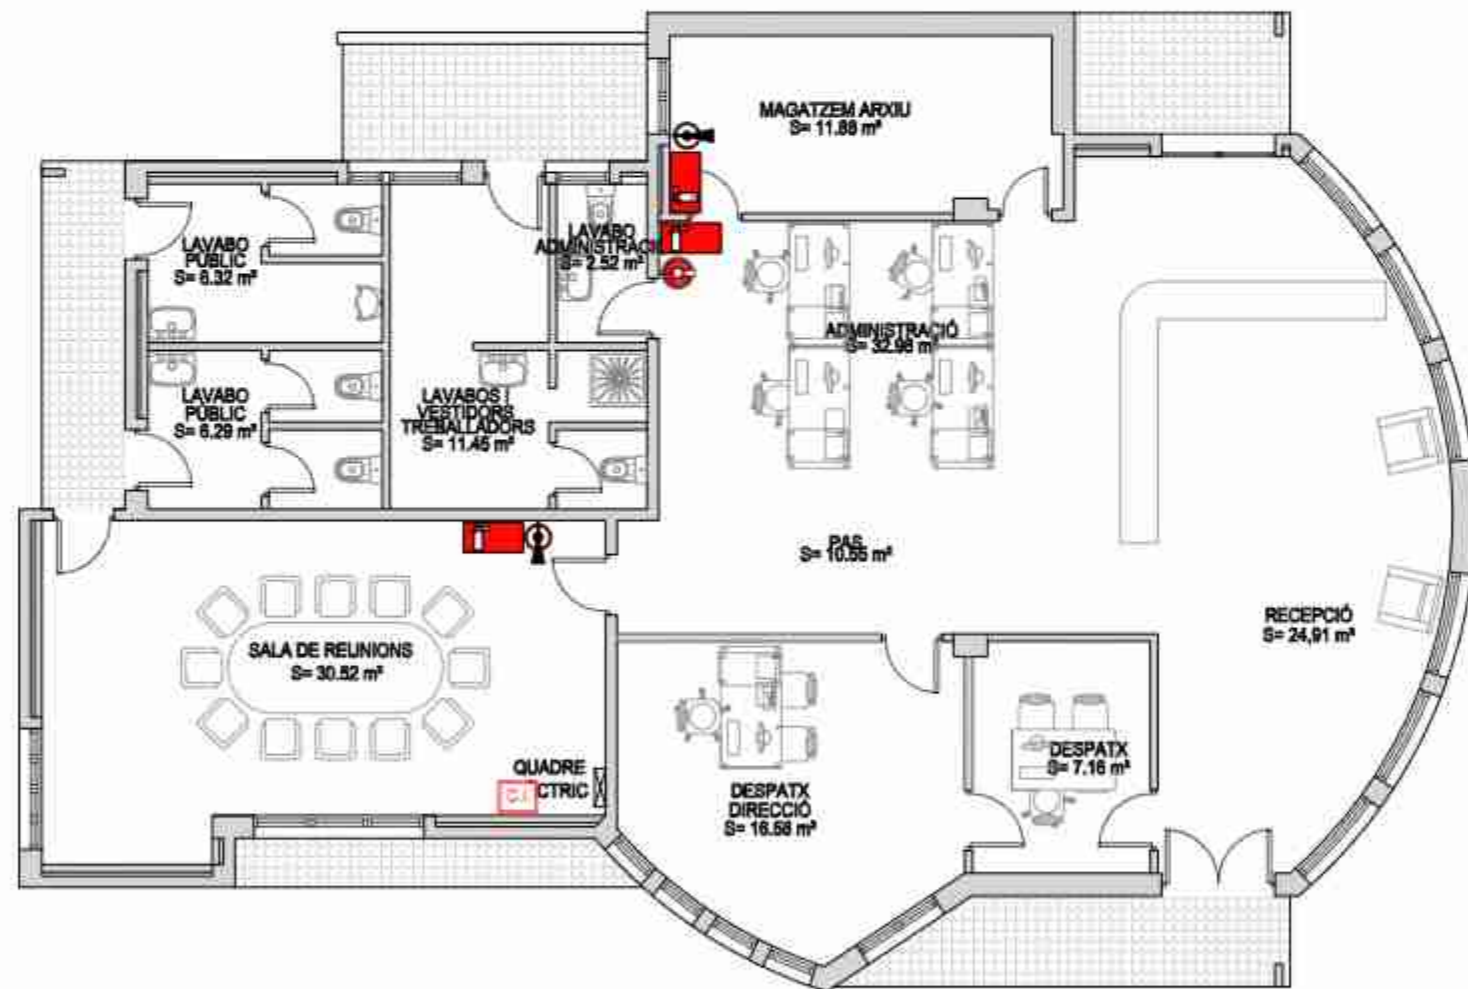 MAGATZEM ARXIU
S= 11.88 m²
LAVABO
PÚBLIC
S= 6.32 m²
LAVABO
ADMINISTRACIÓ
S= 2.52 m²
ADMINISTRACIÓ
S= 32.98 m²
LAVABO
PÚBLIC
S= 6.29 m²
LAVABOS I
VESTIDORS
TREBALLADORS
S= 11.45 m²
PAS
S= 10.55 m²
RECEPCIÓ
S= 24,91 m²
SALA DE REUNIONS
S= 30.52 m²
QUADRE
CTRIC
DESPATX
DIRECCIÓ
S= 16.58 m²
DESPATX
S= 7.16 m²